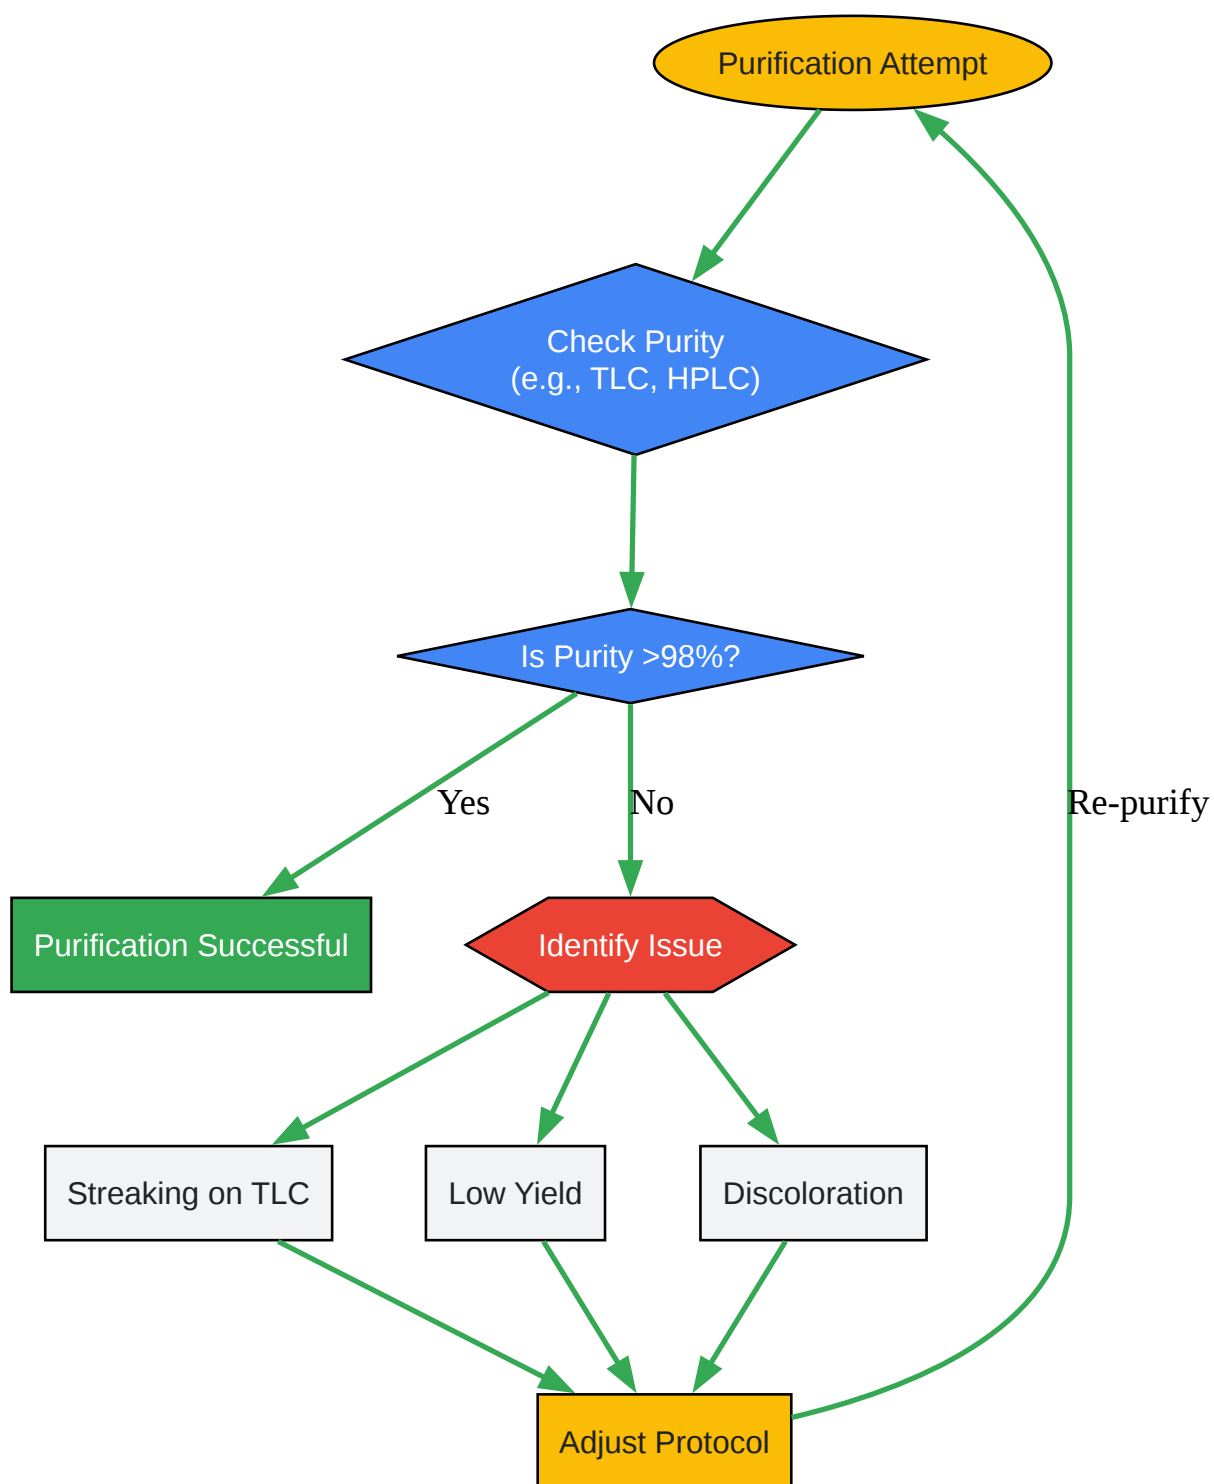 Purification Attempt
Check Purity
(e.g., TLC, HPLC)
Is Purity >98%?
Yes
No
Re-purify
Purification Successful
Identify Issue
Streaking on TLC
Low Yield
Discoloration
Adjust Protocol